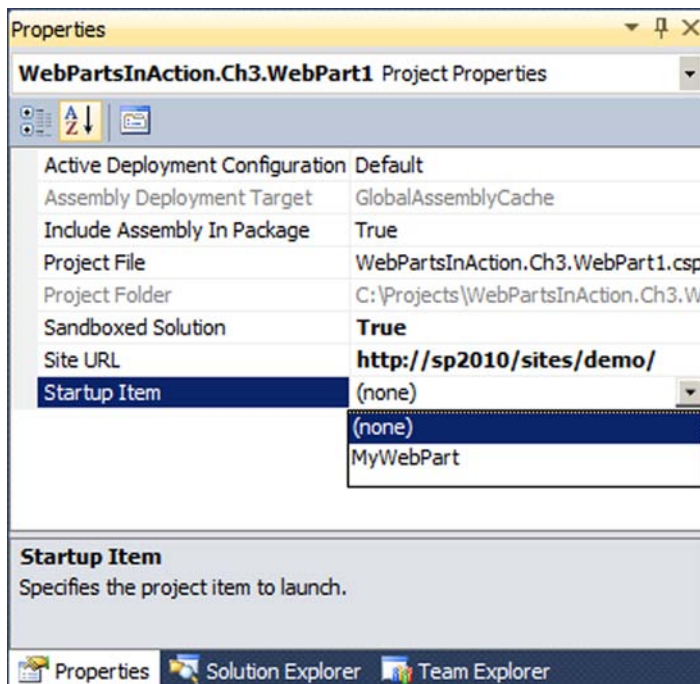 Properties
WebPartsInAction.Ch3.WebPart1 Project Properties
Active Deployment Configuration Default
Assembly Deployment Target GlobalAssemblyCache
Include Assembly In Package True
Project File WebPartsInAction.Ch3.WebPart1.csp
Project Folder C:\Projects\WebPartsInAction.Ch3.W
Sandboxed Solution True
Site URL http://sp2010/sites/demo/
Startup Item (none)
(none)
MyWebPart
Startup Item
Specifies the project item to launch.
Properties Solution Explorer Team Explorer